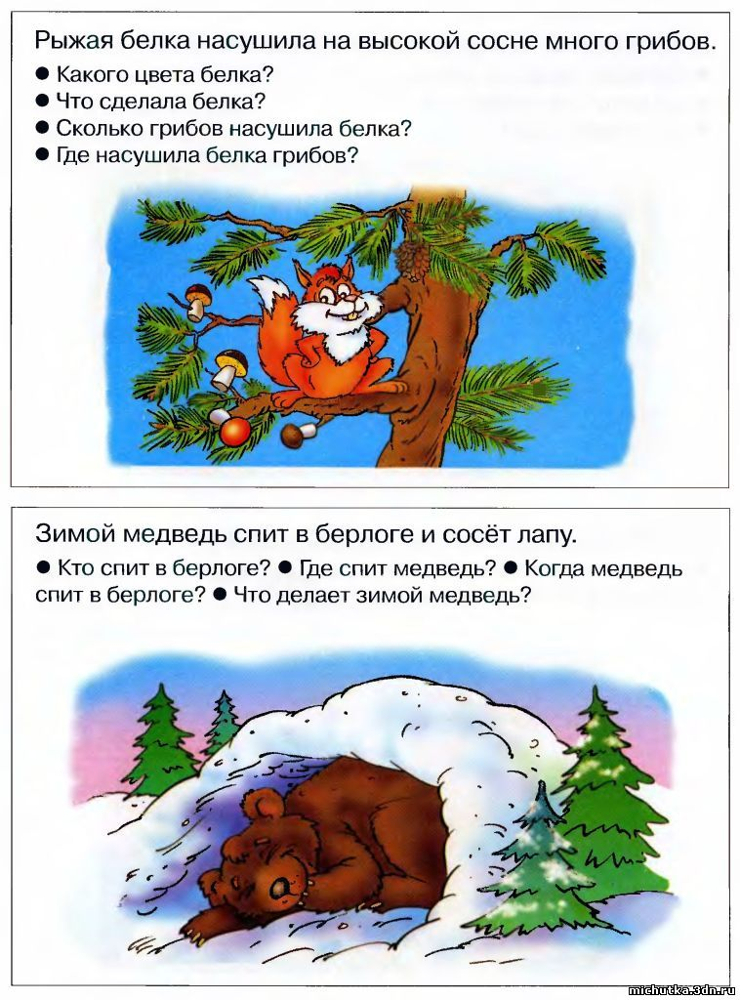 Рыжая белка насушила на высокой сосне много грибов.
● Какого цвета белка?
● Что сделала белка?
● Сколько грибов насушила белка?
● Где насушила белка грибов?
Зимой медведь спит в берлоге и сосёт лапу.
● Кто спит в берлоге? ● Где спит медведь? ● Когда медведь
спит в берлоге? ● Что делает зимой медведь?
michutka.3dn.ru